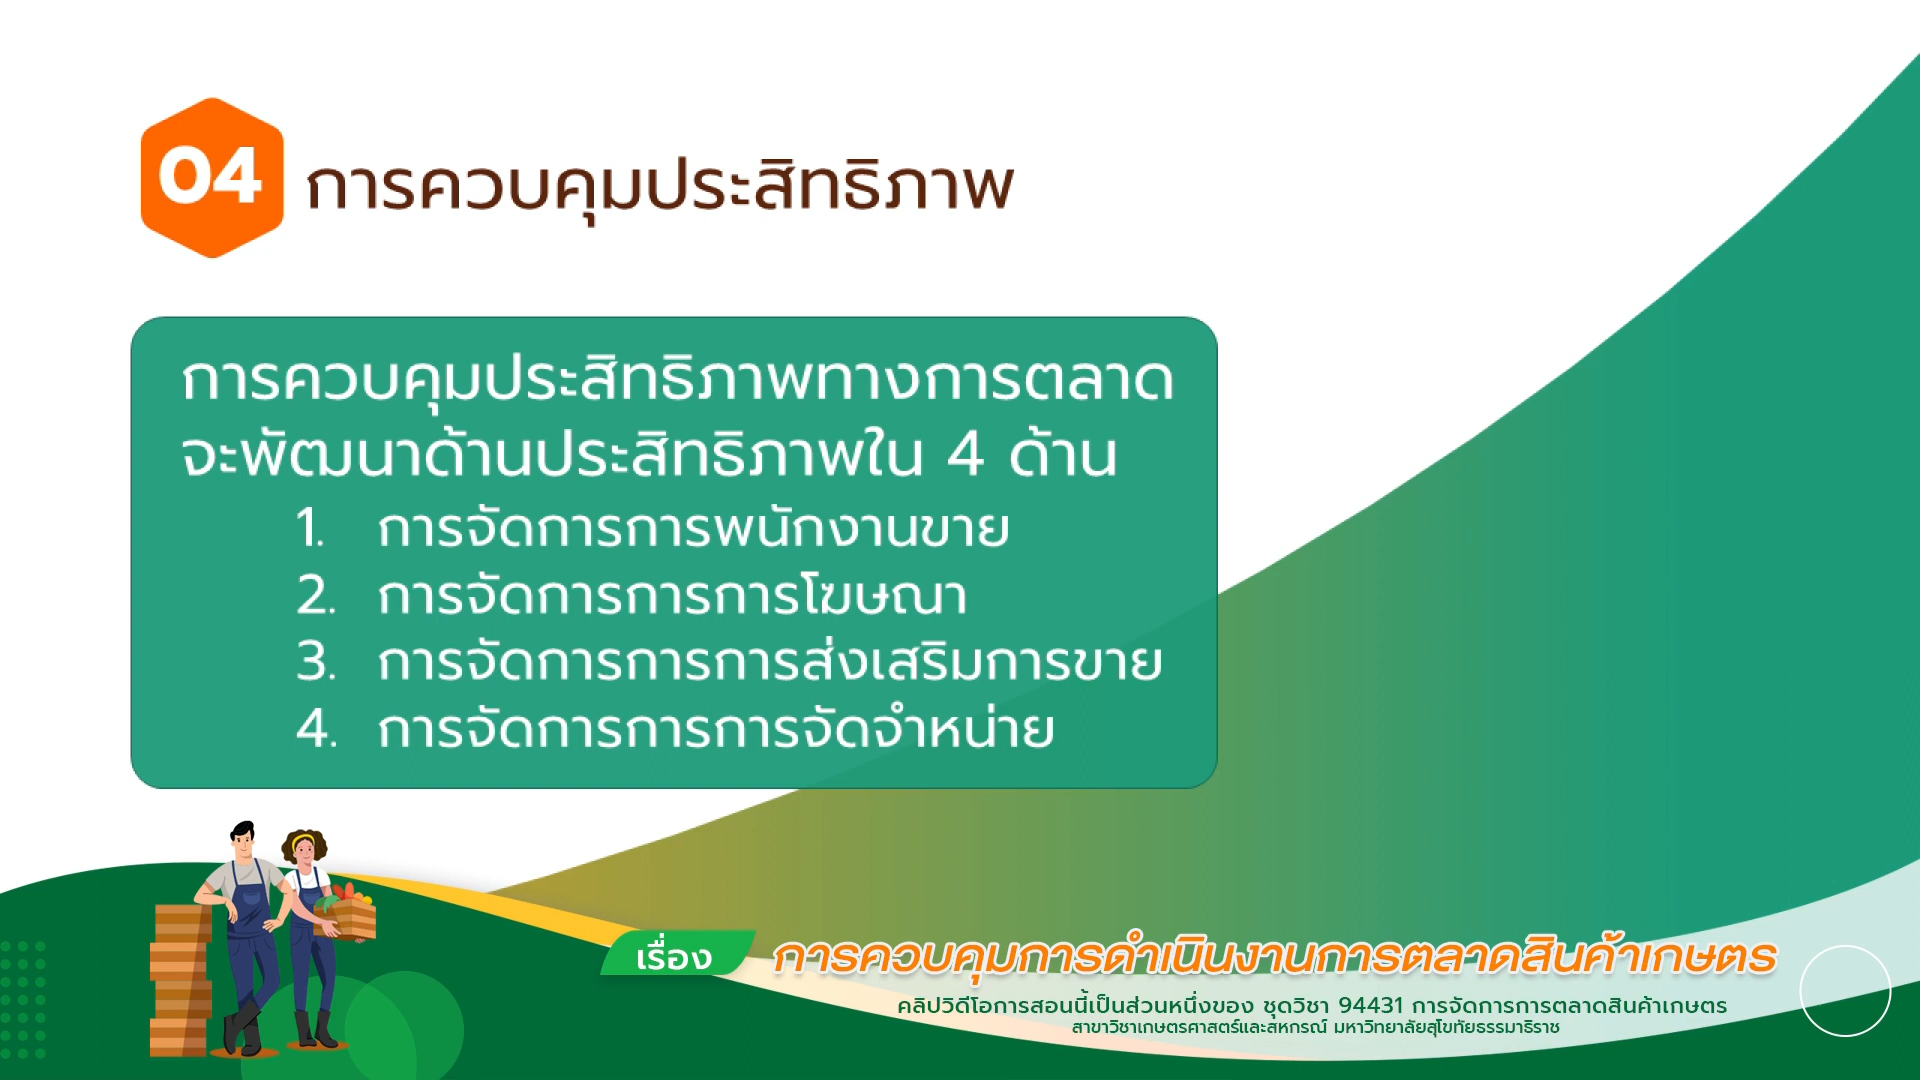 04 การควบคุมประสิทธิภาพ
การควบคุมประสิทธิภาพทางการตลาด
จะพัฒนาด้านประสิทธิภาพใน 4 ด้าน
1. การจัดการการพนักงานขาย
2. การจัดการการการโฆษณา
3. การจัดการการการส่งเสริมการขาย
4. การจัดการการการจัดจำหน่าย
เรื่อง การควบคุมการดำเนินงานการตลาดสินค้าเกษตร
คลิปวิดีโอการสอนนี้เป็นส่วนหนึ่งของ ชุดวิชา 94431 การจัดการการตลาดสินค้าเกษตร
สาขาวิชาเกษตรศาสตร์และสหกรณ์ มหาวิทยาลัยสุโขทัยธรรมาธิราช